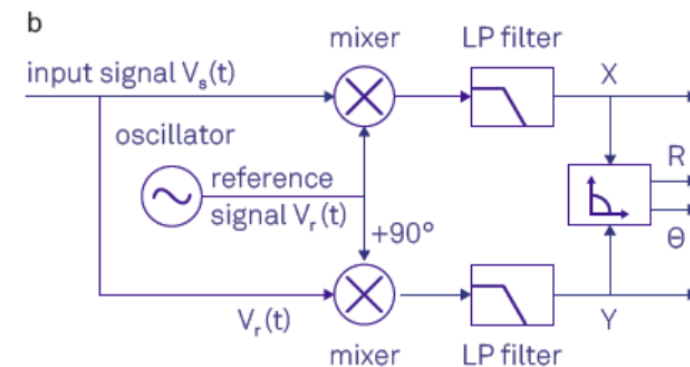 b
mixer
LP filter
input signal Vs(t)
X
oscillator
R
reference
signal Vr(t)
+90°
Θ
Vr(t)
Y
mixer
LP filter